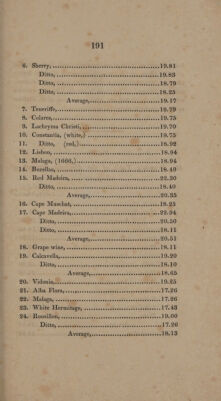 191
6. Sherry,...............19.81
Ditto,...............19.83
Ditto,...............18.79
Ditto,...............18.25
Average,...............19.17
7. Teneriffe,...............19.79
8. Colares,...............19.75
9. Lachryma Christi,...............19.70
10. Constantia, (white,)...............19.75
11. Ditto, (red,)...............18.92
12. Lisbon,...............18.94
13. Malaga, (1666,)...............18.94
14. Bucellas,...............18.49
15. Red Madeira,...............22.30
Ditto,...............18.40
Average,...............20.35
16. Cape Muschat,...............18.25
17. Cape Madeira,...............22.94
Ditto,...............20.50
Ditto,...............18.11
Average,...............20.51
18. Grape wine,...............18.11
19. Calcavella,...............19.20
Ditto,...............18.10
Average,...............18.65
20. Vidonia,...............19.25
21. Alba Flora,...............17.26
22. Malaga,...............17.26
23. White Hermitage,...............17.43
24. Rousillon,...............19.00
Ditto,...............17.26
Average,...............18.13